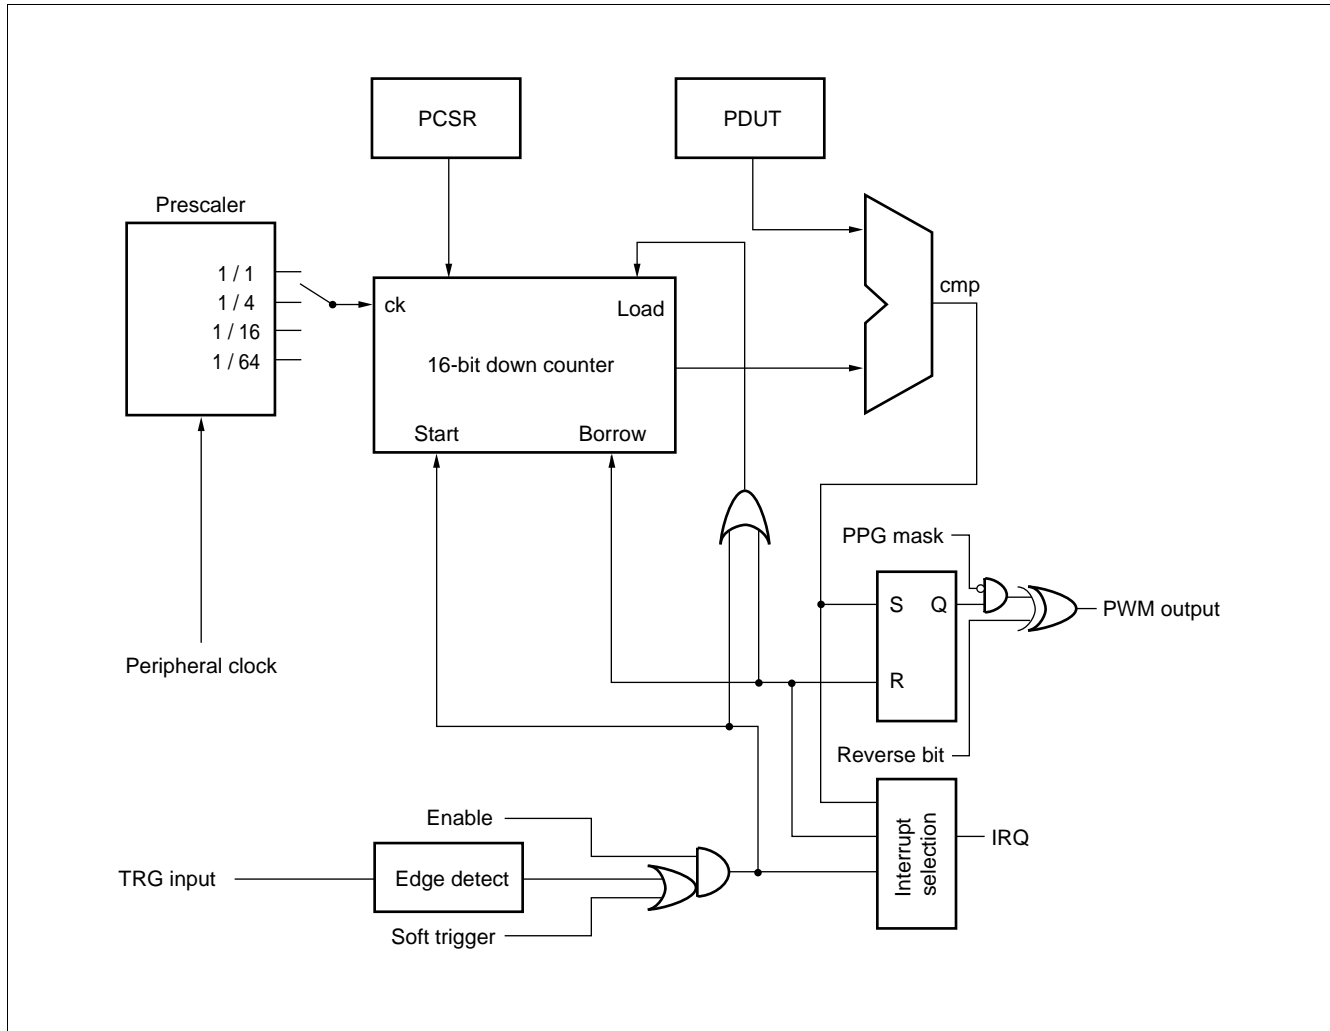 PCSR
PDUT
Prescaler
1 / 1
1 / 4
1 / 16
1 / 64
ck
Load
16-bit down counter
Start
Borrow
cmp
PPG mask
S
Q
R
PWM output
Peripheral clock
Reverse bit
Enable
TRG input
Edge detect
Soft trigger
Interrupt
selection
IRQ